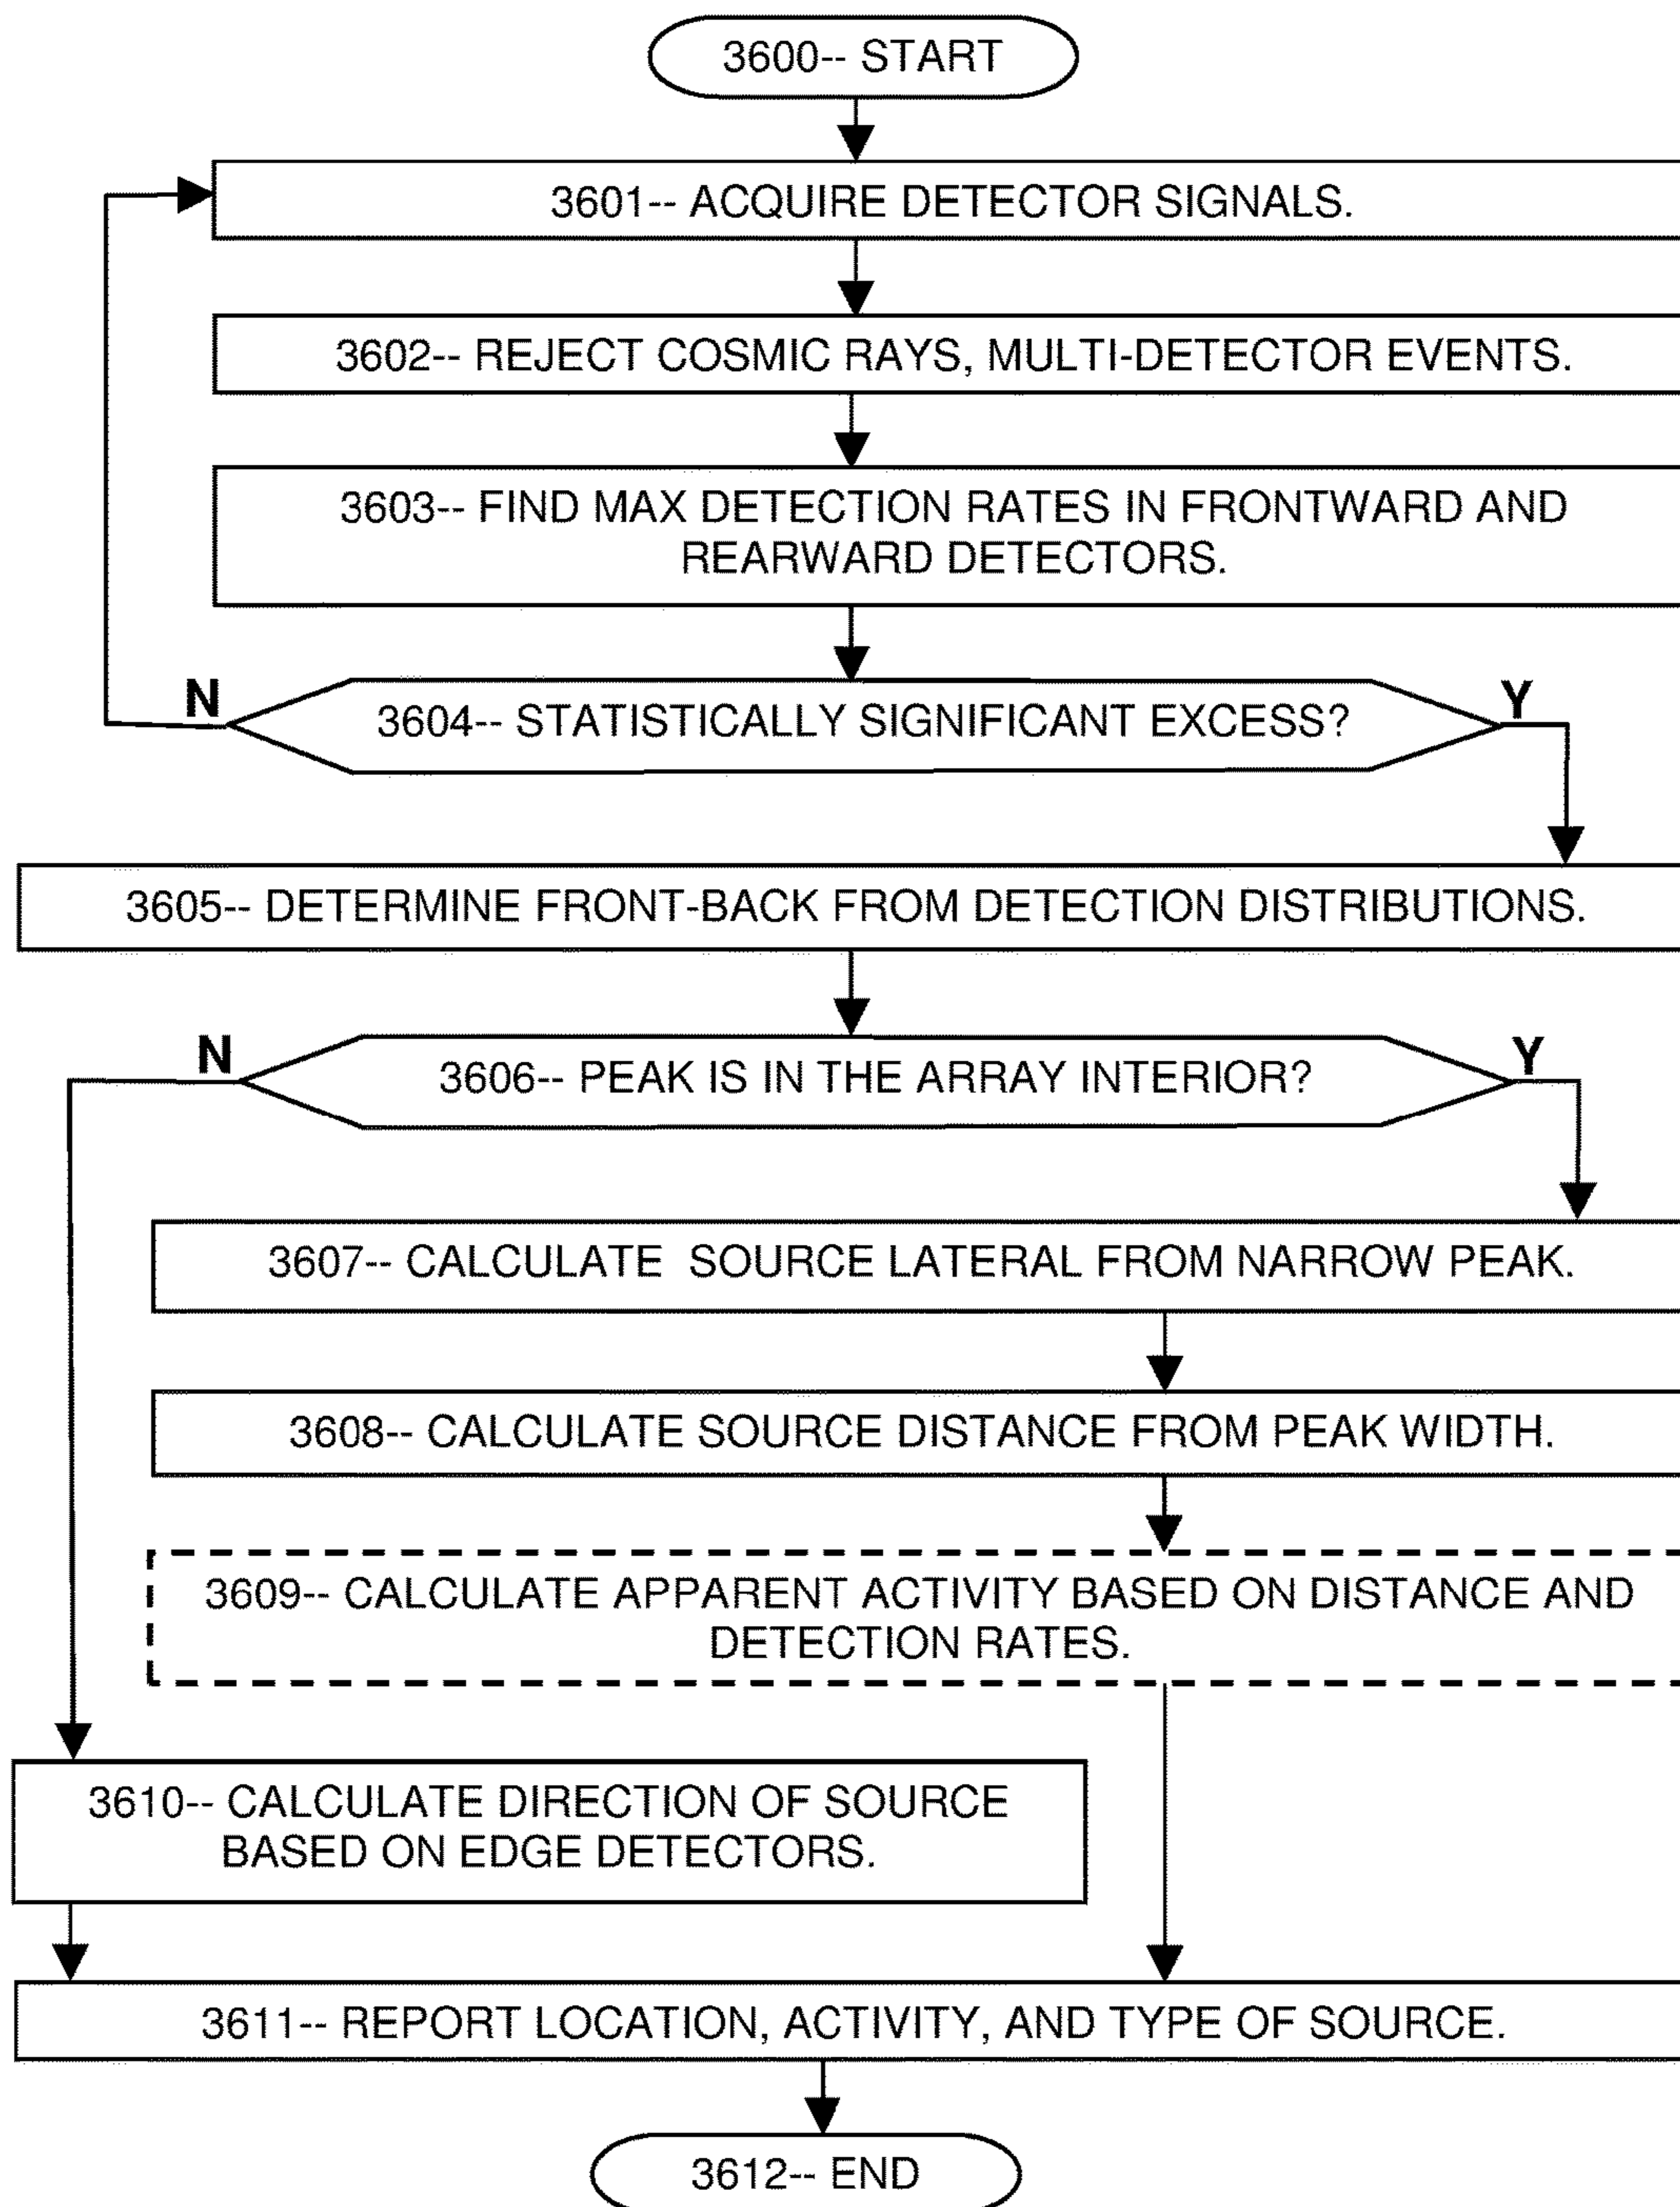 3600-- START
3601-- ACQUIRE DETECTOR SIGNALS.
3602-- REJECT COSMIC RAYS, MULTI-DETECTOR EVENTS.
3603-- FIND MAX DETECTION RATES IN FRONTWARD AND
REARWARD DETECTORS.
N
Y
3604-- STATISTICALLY SIGNIFICANT EXCESS?
3605-- DETERMINE FRONT-BACK FROM DETECTION DISTRIBUTIONS.
N
Y
3606-- PEAK IS IN THE ARRAY INTERIOR?
3607-- CALCULATE SOURCE LATERAL FROM NARROW PEAK.
3608-- CALCULATE SOURCE DISTANCE FROM PEAK WIDTH.
3609-- CALCULATE APPARENT ACTIVITY BASED ON DISTANCE AND
DETECTION RATES.
3610-- CALCULATE DIRECTION OF SOURCE
BASED ON EDGE DETECTORS.
3611-- REPORT LOCATION, ACTIVITY, AND TYPE OF SOURCE.
3612-- END